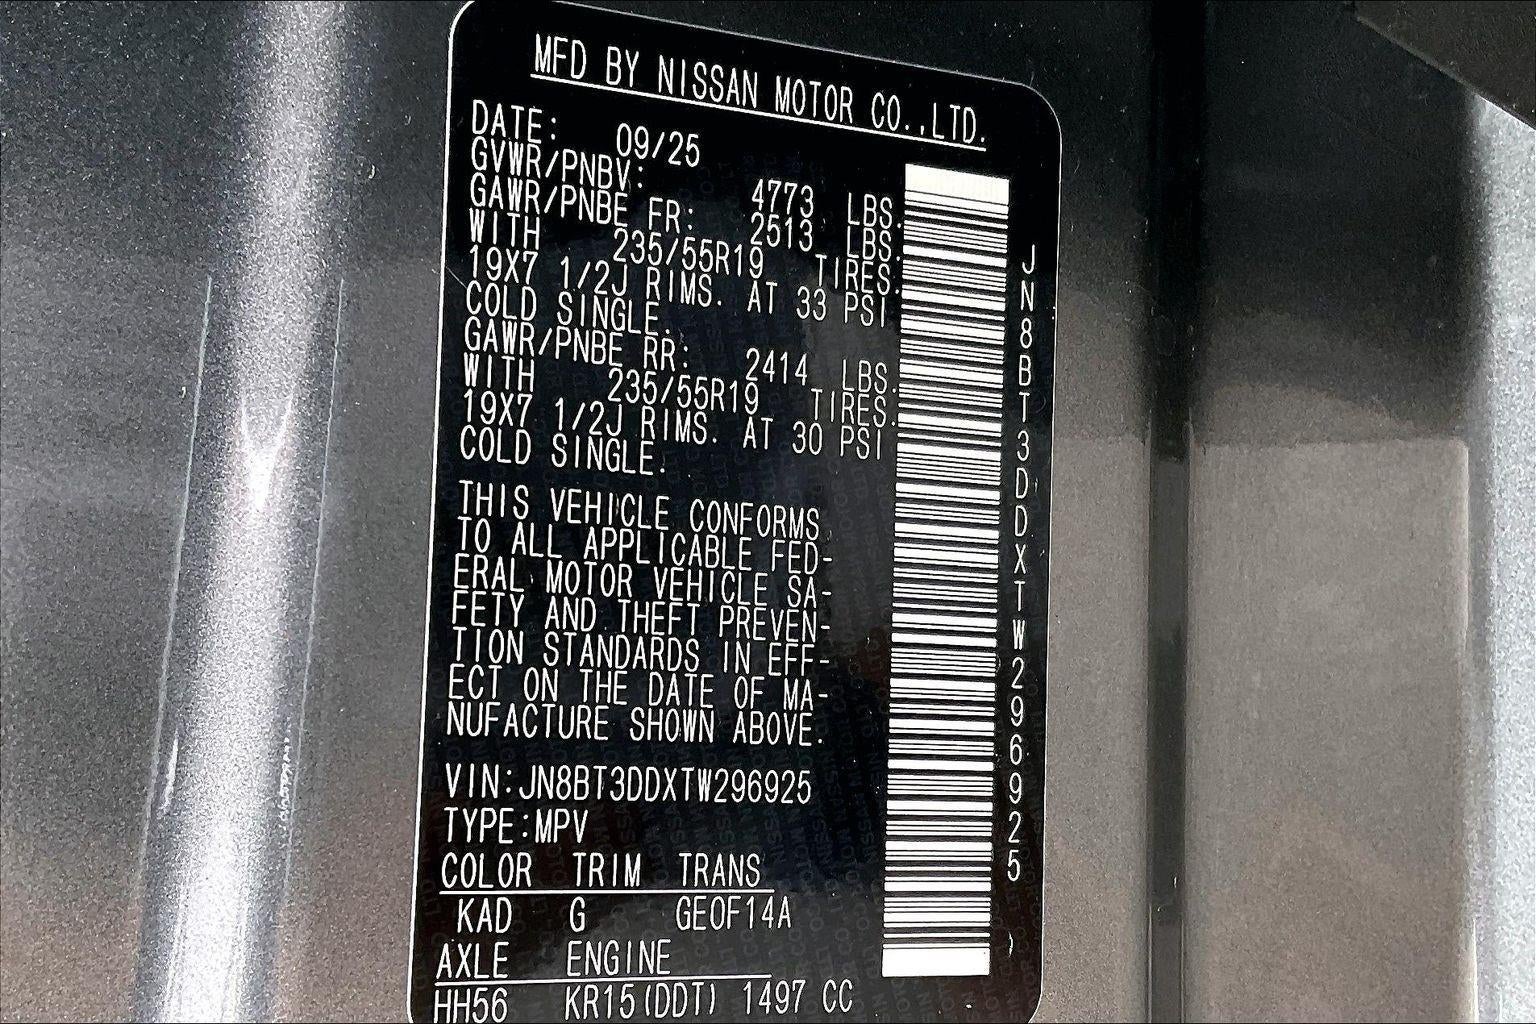 MFD BY NISSAN MOTOR CO.,LTD.
DATE: 09/25
GVWR/PNBV: 4773 LBS.
GAWR/PNBE FR: 2513 LBS.
WITH 235/55R19 TIRES.
19X7 1/2J RIMS. AT 33 PSI
COLD SINGLE.
GAWR/PNBE RR: 2414 LBS.
WITH 235/55R19 TIRES.
19X7 1/2J RIMS. AT 30 PSI
COLD SINGLE.
THIS VEHICLE CONFORMS
TO ALL APPLICABLE FED-
ERAL MOTOR VEHICLE SA-
FETY AND THEFT PREVEN-
TION STANDARDS IN EFF-
ECT ON THE DATE OF MA-
NUFACTURE SHOWN ABOVE.
VIN:JN8BT3DDXTW296925
TYPE:MPV
COLOR TRIM TRANS
KAD G GE0F14A
AXLE ENGINE
HH56 KR15(DDT) 1497 CC
JN8BT3DDXTW296925